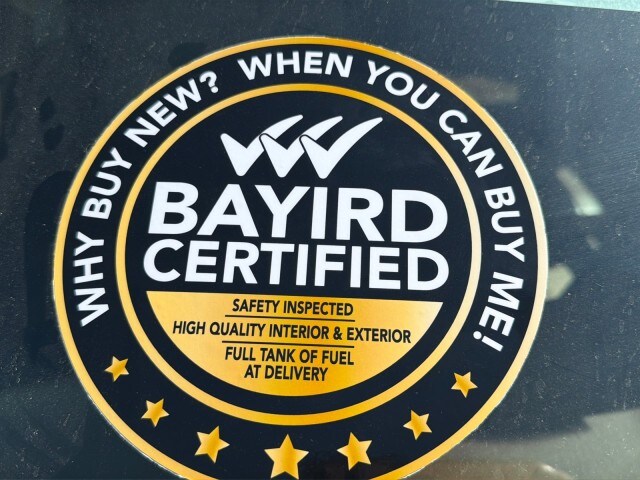 WHY BUY NEW? WHEN YOU CAN BUY ME!
BAYIRD
CERTIFIED
SAFETY INSPECTED
HIGH QUALITY INTERIOR & EXTERIOR
FULL TANK OF FUEL
AT DELIVERY